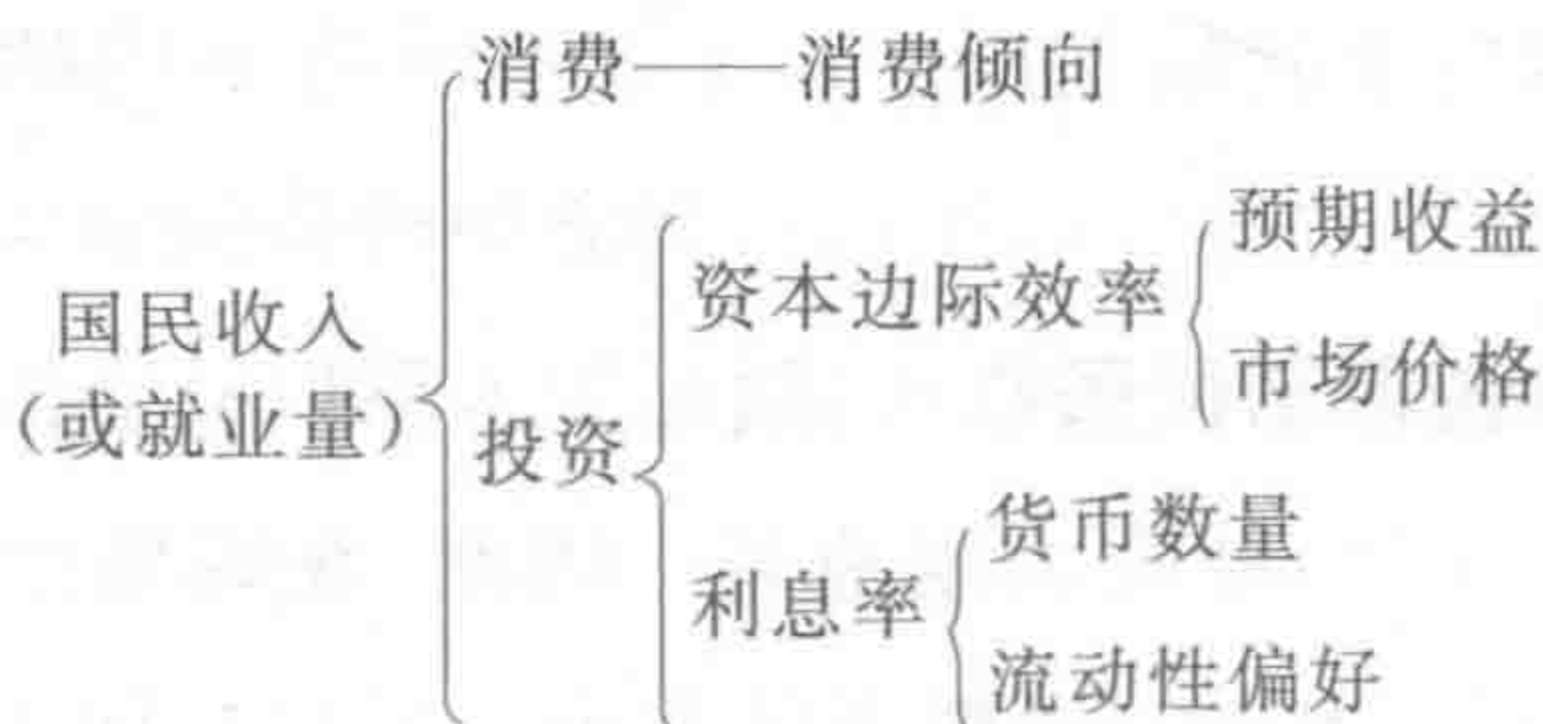 消费——消费倾向
预期收益
资本边际效率
国民收入
市场价格
(或就业量)
投资
货币数量
利息率
流动性偏好